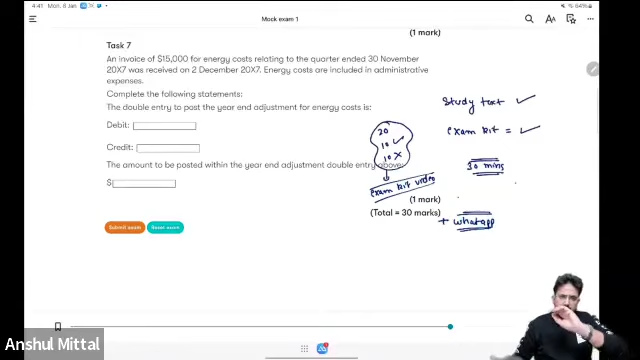 4:41 Mon, 6 Jan
Mock exam 1
64%
(1 mark)
Task 7
An invoice of $15,000 for energy costs relating to the quarter ended 30 November
20X7 was received on 2 December 20X7. Energy costs are included in administrative
expenses.
Complete the following statements:
The double entry to post the year end adjustment for energy costs is:
Debit:
Credit:
The amount to be posted within the year end adjustment double entry above:
$
(1 mark)
(Total = 30 marks)
Submit exam Reset exam
Study text ✓
exam kit = ✓
20
10 ✓
10 X
30 mins
exam kit video
+ whatapp
Anshul Mittal